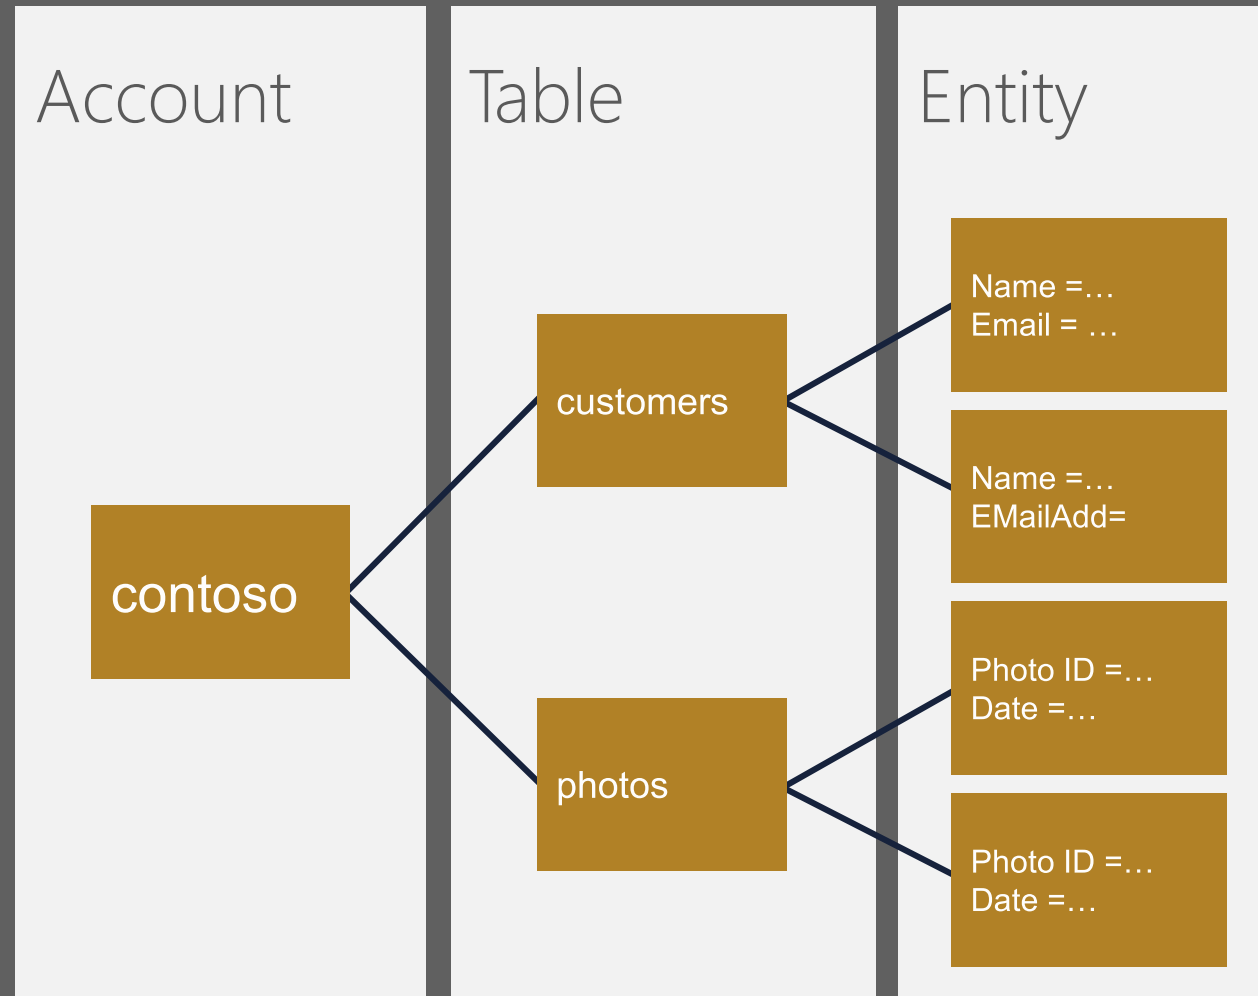 Account
Table
Entity
contoso
customers
photos
Name =…
Email = …
Name =…
EMailAdd=
Photo ID =…
Date =…
Photo ID =…
Date =…